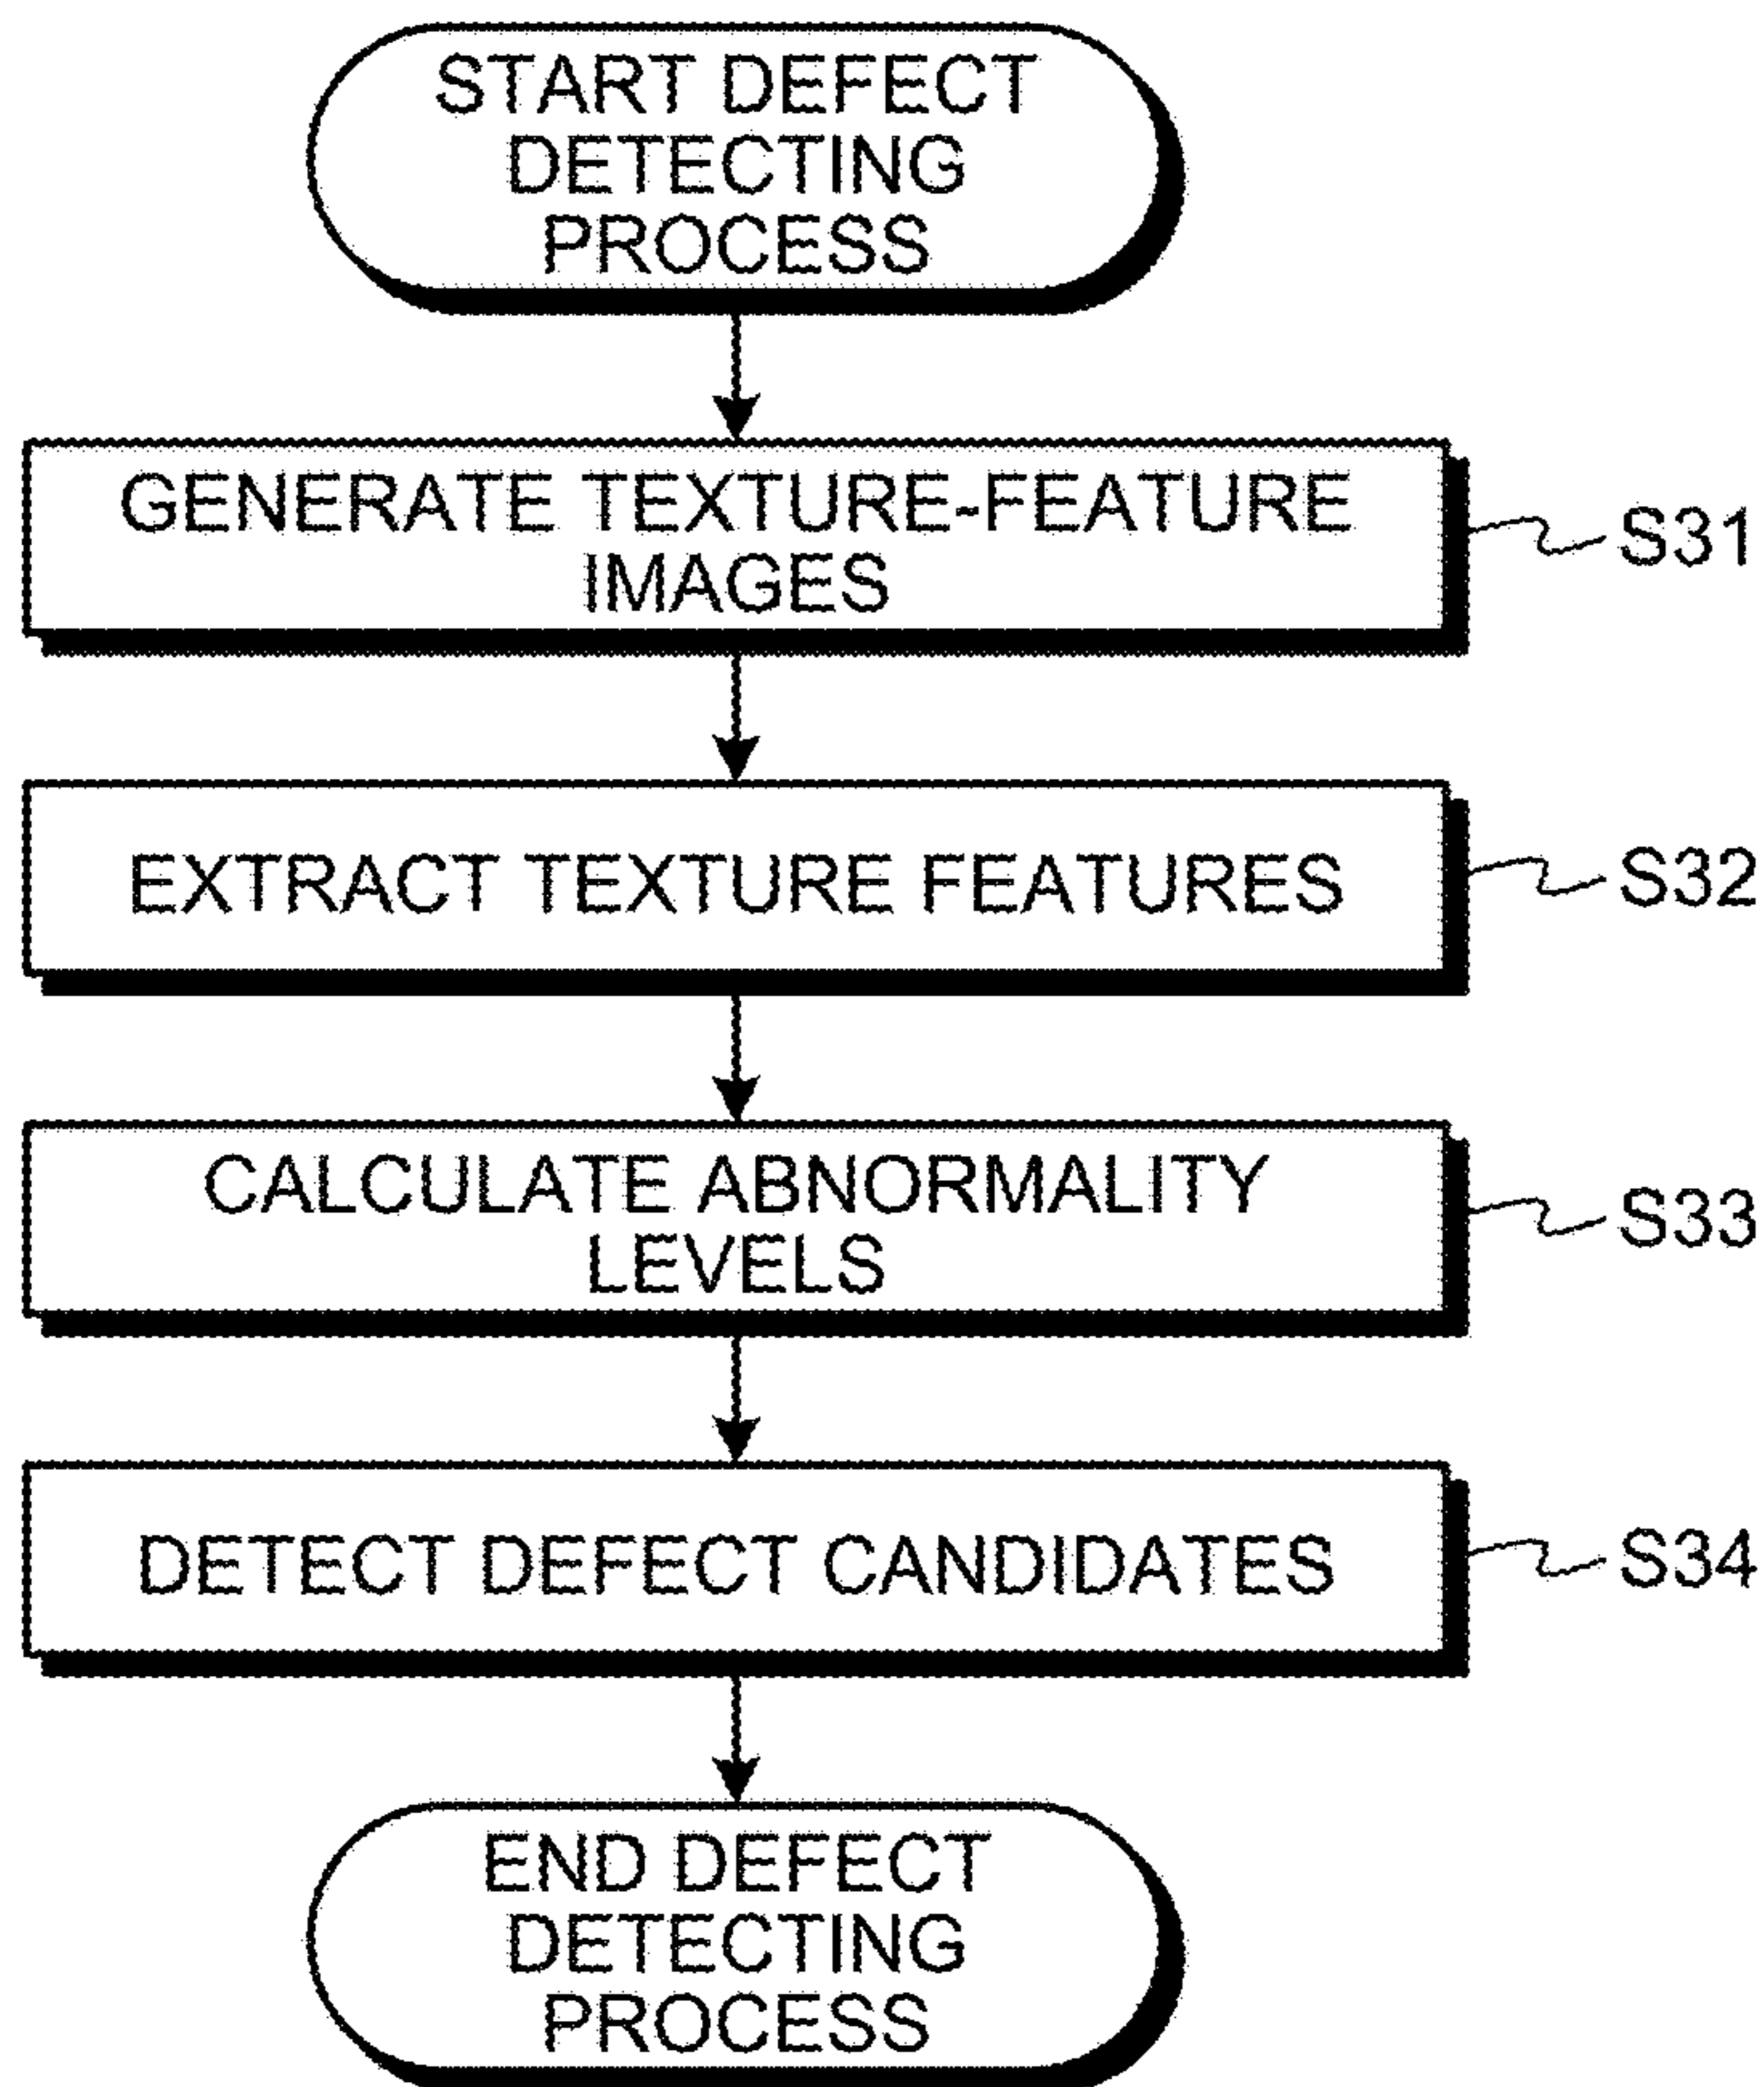 START DEFECT
DETECTING
PROCESS
GENERATE TEXTURE-FEATURE
IMAGES
S31
EXTRACT TEXTURE FEATURES
S32
CALCULATE ABNORMALITY
LEVELS
S33
DETECT DEFECT CANDIDATES
S34
END DEFECT
DETECTING
PROCESS